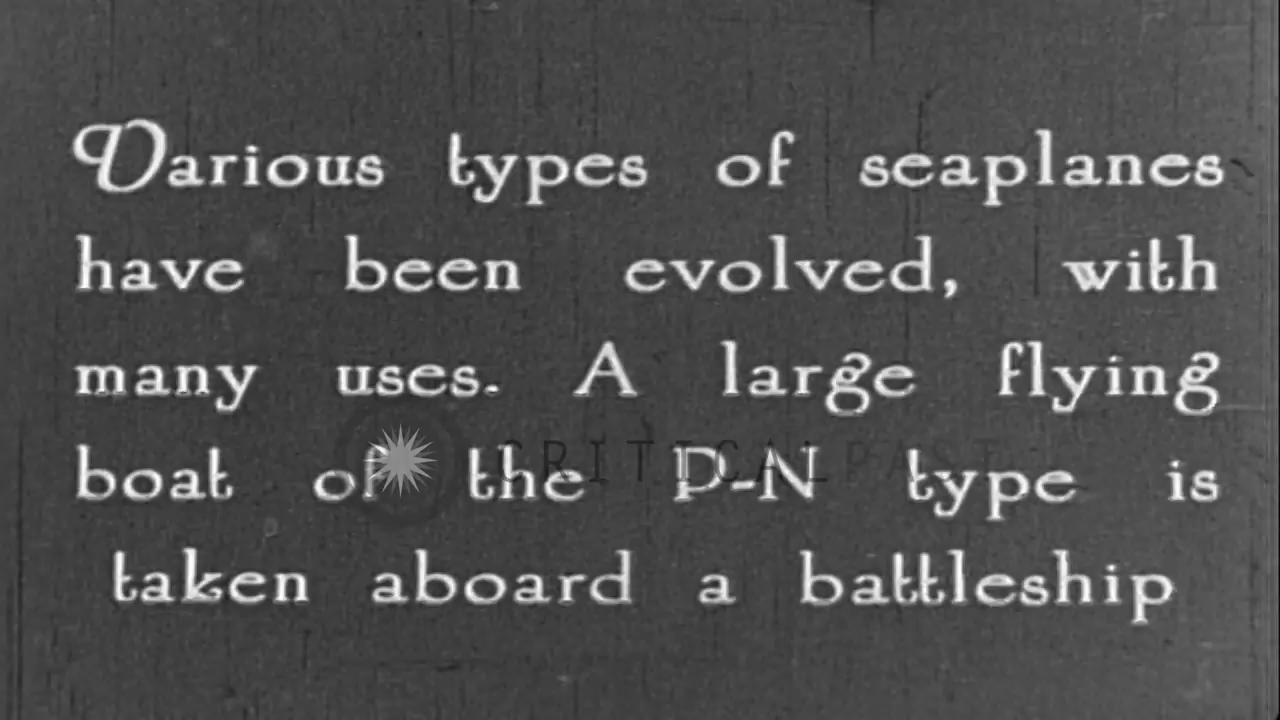 Various types of seaplanes
have been evolved, with
many uses. A large flying
boat of the P-N type is
taken aboard a battleship
CRITICALPAST